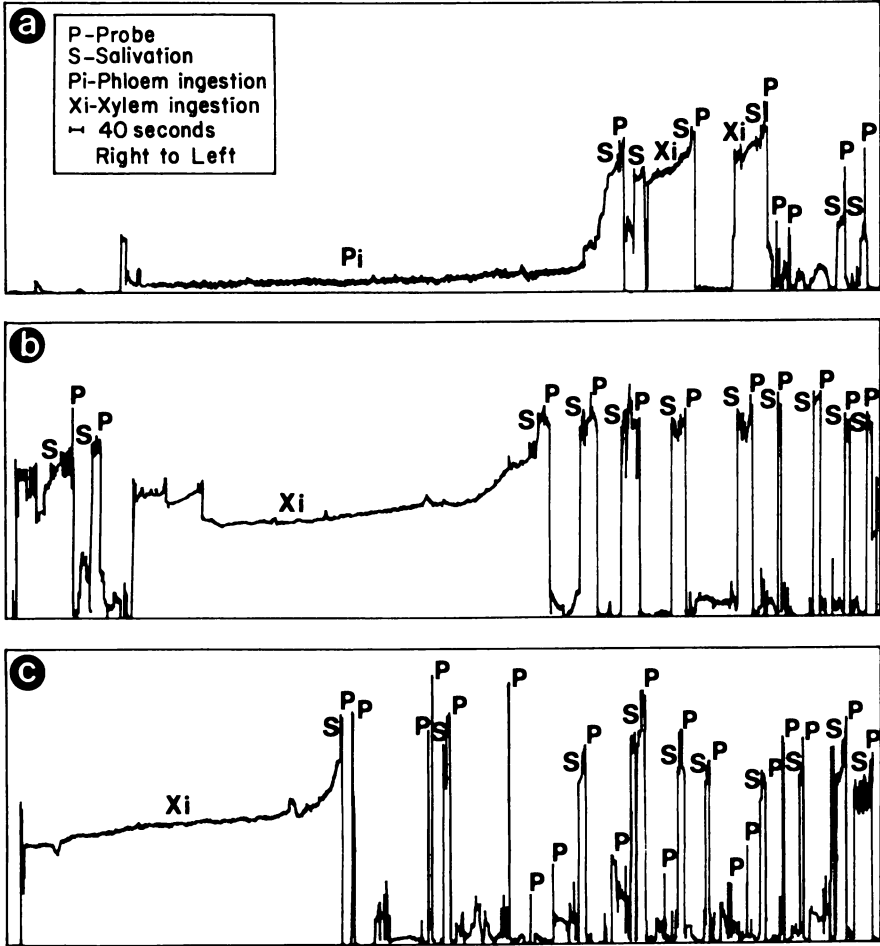 a
P-Probe
S-Salivation
Pi-Phloem ingestion
Xi-Xylem ingestion
40 seconds
Right to Left
Pi
S P S Xi S P Xi S P P P S P S P
b
S P S P Xi S P S P S P S P S P S P S P S P S P
c
Xi S P P P P S P P P P S P P S P S P P S P P P S P P S P S P S P